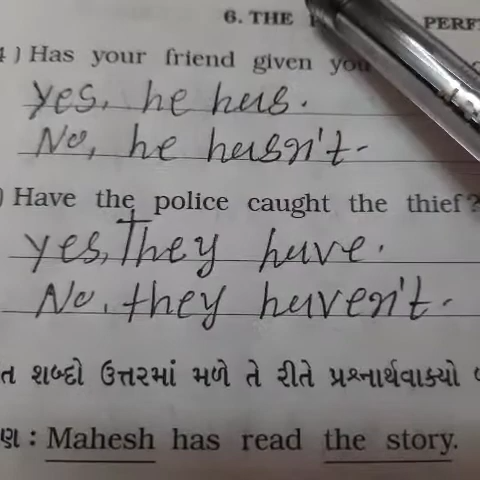 6. THE PERF
4 ) Has your friend given you
Yes, he has.
No, he hasn't.
) Have the police caught the thief?
yes, They have.
No, they haven't.
ત શબ્દો ઉત્તરમાં મળે તે રીતે પ્રશ્નાર્થવાક્યો
ણ : Mahesh has read the story.